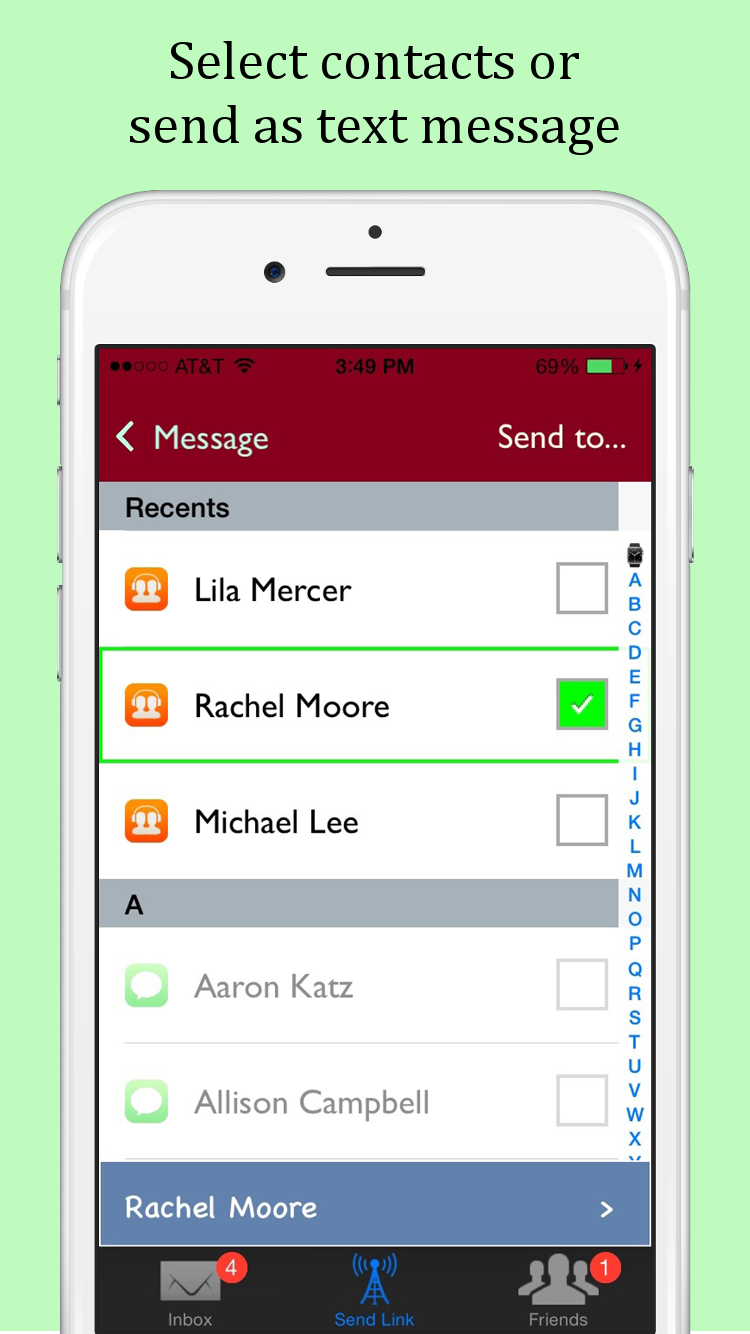 Select contacts or
send as text message
AT&T 3:49 PM 69%
Message Send to...
Recents
Lila Mercer
A
B
C
Rachel Moore
D
E
F
G
H
Michael Lee
I
J
K
L
M
A
N
O
P
Aaron Katz
Q
R
S
T
U
Allison Campbell
V
W
X
Rachel Moore >
4 1
Inbox Send Link Friends